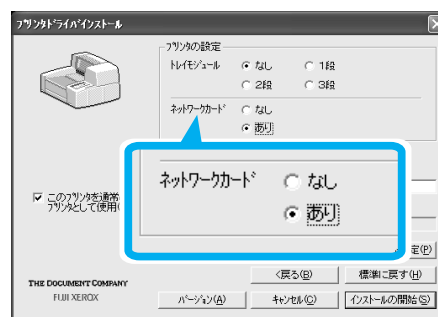 プリンタドライバインストール
プリンタの設定
トレイモジュール なし 1段
2段 3段
ネットワークカード なし
あり
ネットワークカード なし
あり
このプリンタを通常
プリンタとして使用(
定(P)
<戻る(B) 標準に戻す(H)
THE DOCUMENT COMPANY
FUJI XEROX
バージョン(A) キャンセル(C) インストールの開始(S)